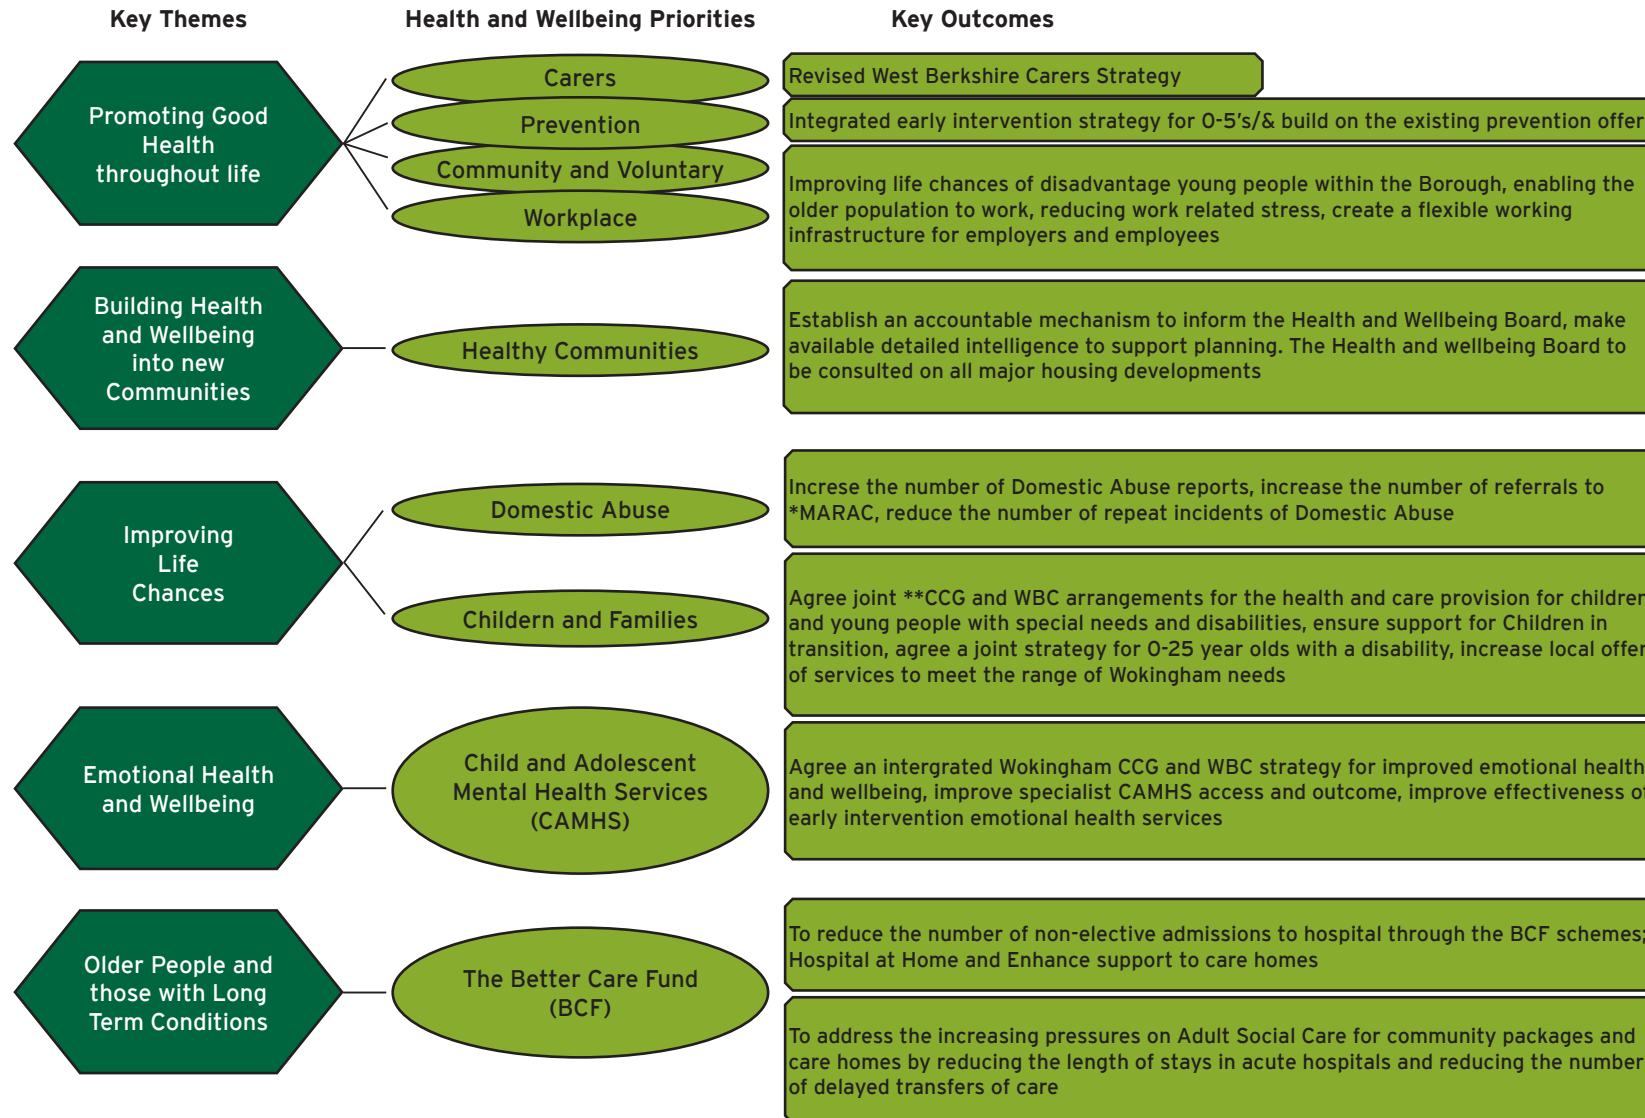 Key Themes
Health and Wellbeing Priorities
Key Outcomes
Promoting Good
Health
throughout life
Carers
Revised West Berkshire Carers Strategy
Prevention
Integrated early intervention strategy for 0-5's/& build on the existing prevention offer
Community and Voluntary
Workplace
Improving life chances of disadvantage young people within the Borough, enabling the
older population to work, reducing work related stress, create a flexible working
infrastructure for employers and employees
Building Health
and Wellbeing
into new
Communities
Healthy Communities
Establish an accountable mechanism to inform the Health and Wellbeing Board, make
available detailed intelligence to support planning. The Health and wellbeing Board to
be consulted on all major housing developments
Improving
Life
Chances
Domestic Abuse
Increse the number of Domestic Abuse reports, increase the number of referrals to
*MARAC, reduce the number of repeat incidents of Domestic Abuse
Childern and Families
Agree joint **CCG and WBC arrangements for the health and care provision for children
and young people with special needs and disabilities, ensure support for Children in
transition, agree a joint strategy for 0-25 year olds with a disability, increase local offer
of services to meet the range of Wokingham needs
Emotional Health
and Wellbeing
Child and Adolescent
Mental Health Services
(CAMHS)
Agree an intergrated Wokingham CCG and WBC strategy for improved emotional health
and wellbeing, improve specialist CAMHS access and outcome, improve effectiveness of
early intervention emotional health services
Older People and
those with Long
Term Conditions
The Better Care Fund
(BCF)
To reduce the number of non-elective admissions to hospital through the BCF schemes;
Hospital at Home and Enhance support to care homes
To address the increasing pressures on Adult Social Care for community packages and
care homes by reducing the length of stays in acute hospitals and reducing the number
of delayed transfers of care